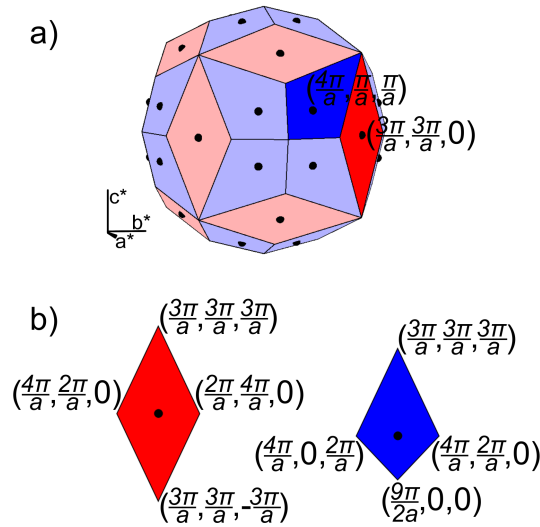 a)
(4π/a, π/a, π/a)
(3π/a, 3π/a, 0)
c*
b*
a*
b)
(3π/a, 3π/a, 3π/a)
(4π/a, 2π/a, 0)
(2π/a, 4π/a, 0)
(3π/a, 3π/a, -3π/a)
(3π/a, 3π/a, 3π/a)
(4π/a, 0, 2π/a)
(4π/a, 2π/a, 0)
(9π/2a, 0, 0)